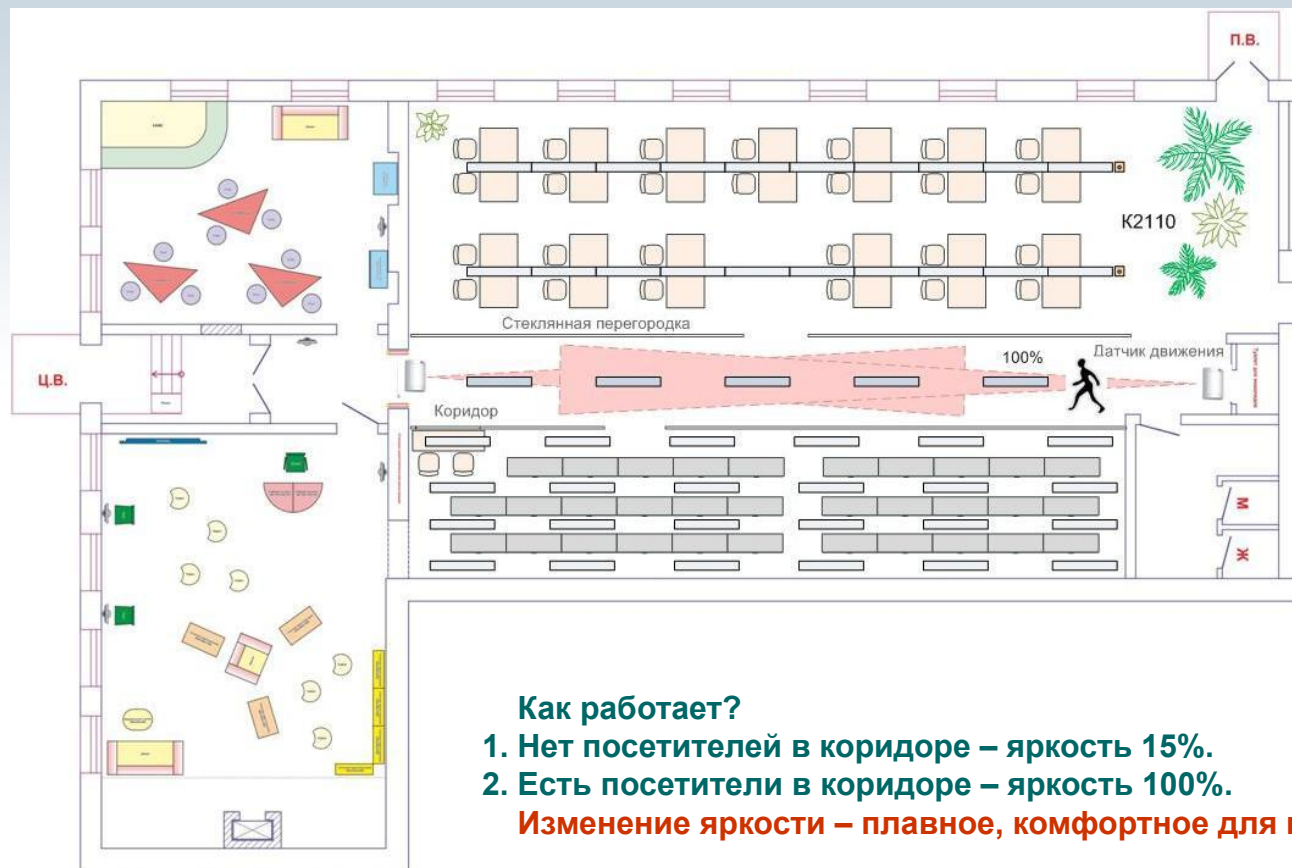 П.В.
К2110
Стеклянная перегородка
100%
Датчик движения
Ц.В.
Коридор
М
Ж
Как работает?
1. Нет посетителей в коридоре – яркость 15%.
2. Есть посетители в коридоре – яркость 100%.
Изменение яркости – плавное, комфортное для